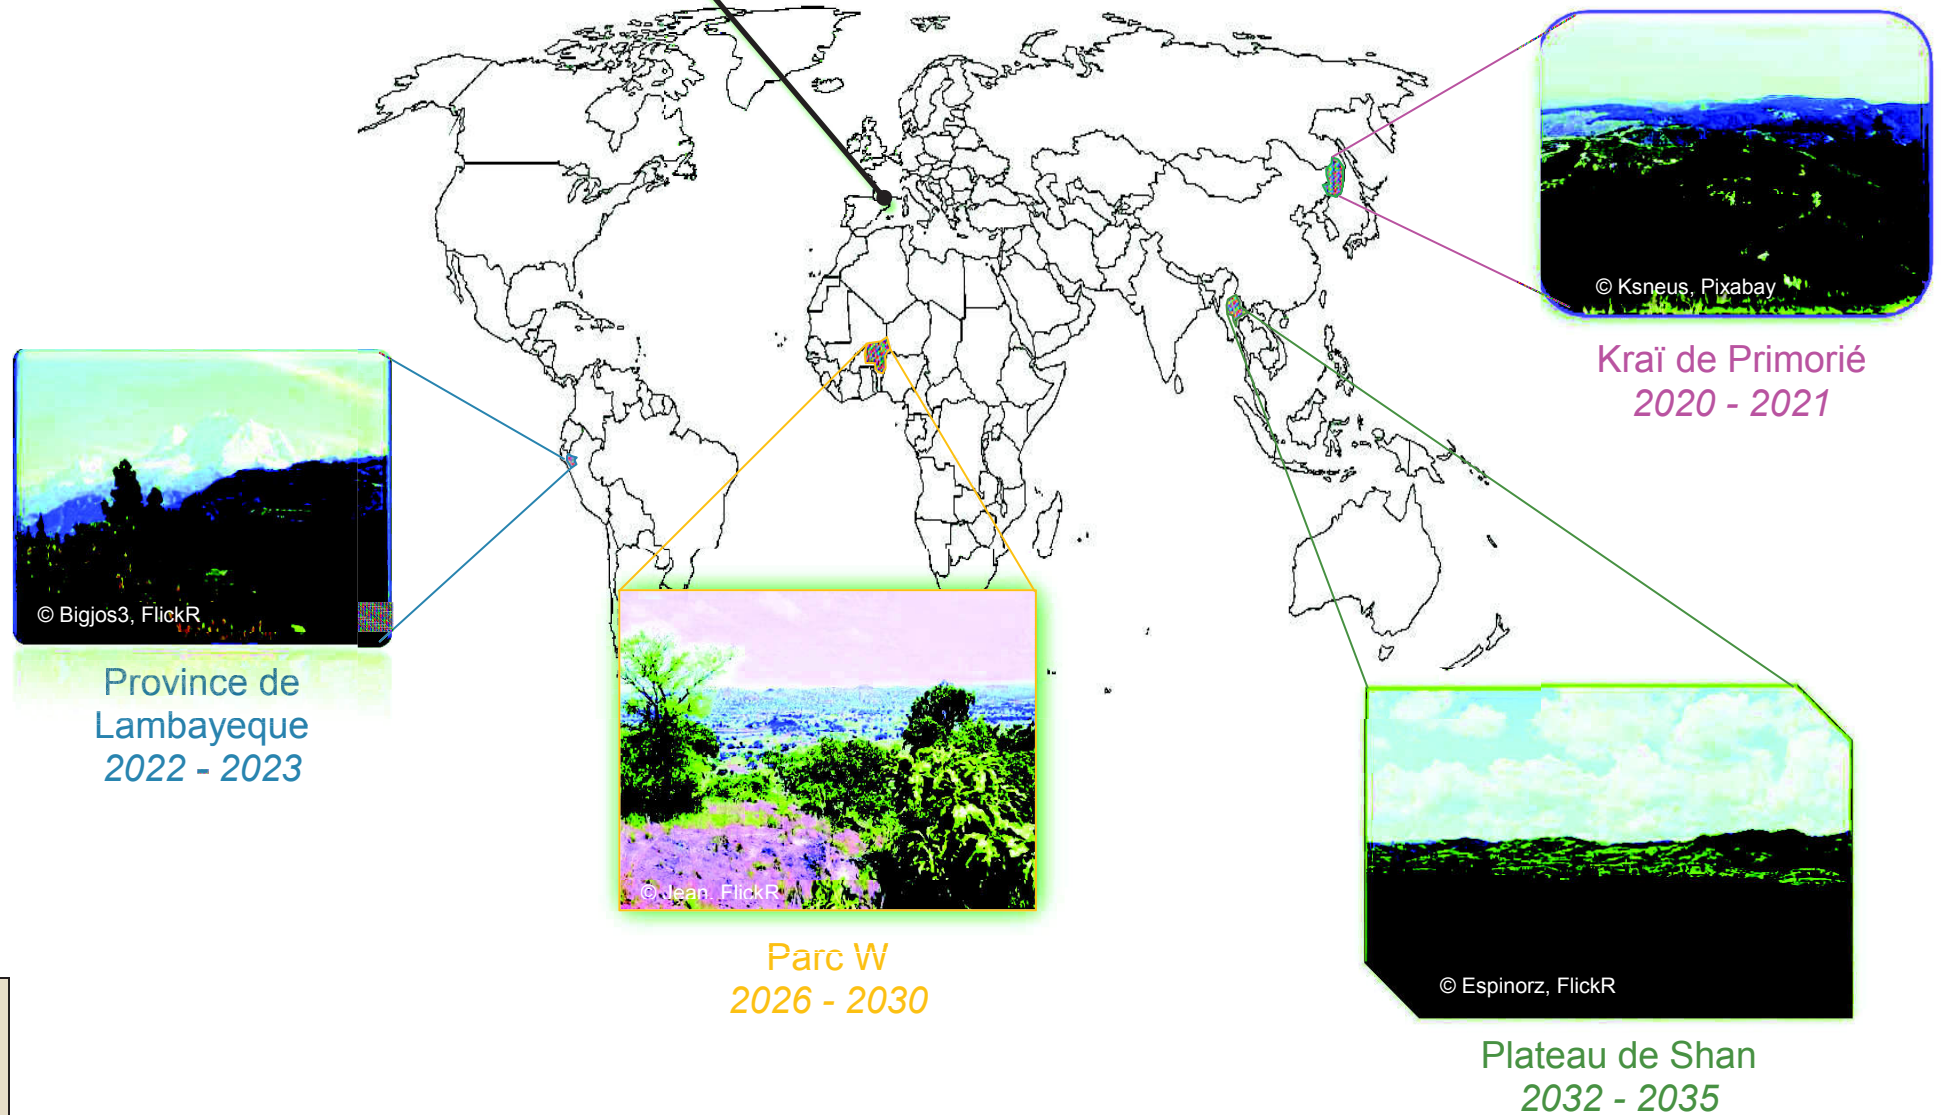 © Ksneus, Pixabay
Kraï de Primorié
2020 - 2021
© Bigjos3, FlickR
Province de
Lambayeque
2022 - 2023
© Jean. FlickR
Parc W
2026 - 2030
© Espinorz, FlickR
Plateau de Shan
2032 - 2035